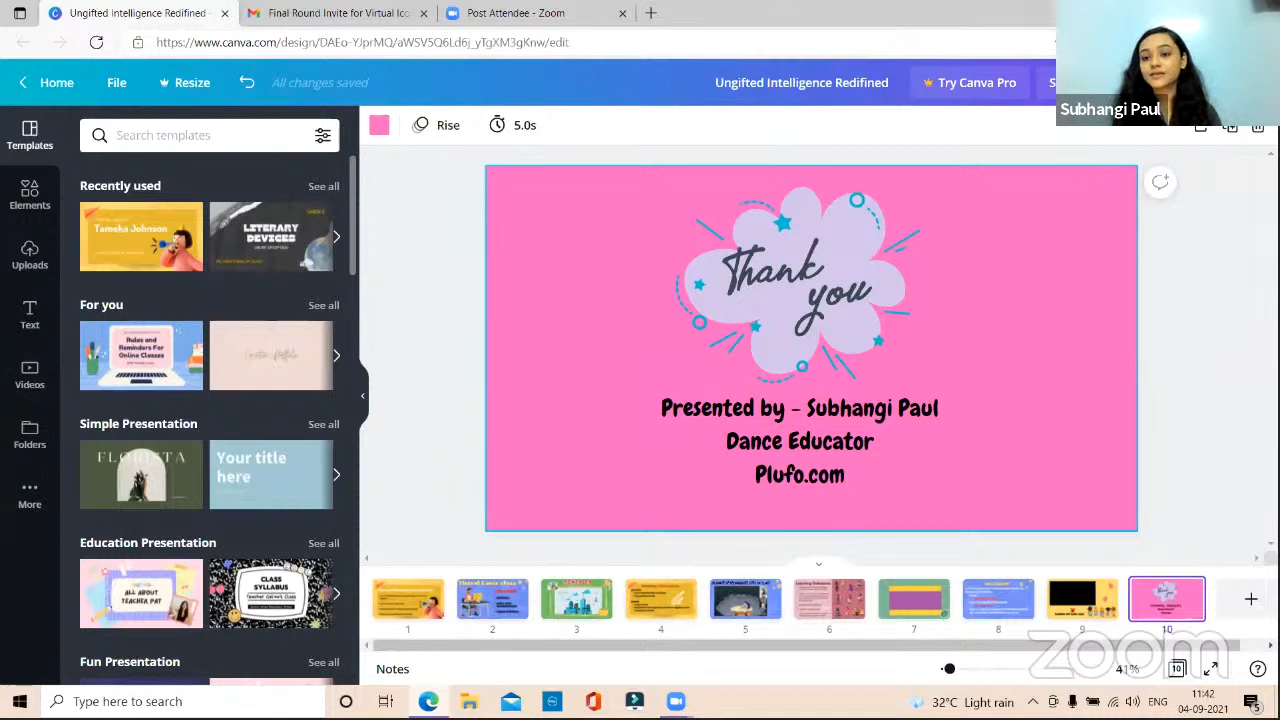 Ungifted Intelligence Redifined -
Final Round Invite for Virtual Ico
Post Attendee - Zoom
https://www.canva.com/design/DAEo-YJprMQ/aWSV5Q6Ld6j_yTgXM3gKnw/edit
Home
File
Resize
All changes saved
Ungifted Intelligence Redifined
Try Canva Pro
S
Subhangi Paul
Templates
Elements
Uploads
Text
Videos
Folders
More
Search templates
Rise
5.0s
Recently used
See all
Tameka Johnson
LITERARY
DEVICES
For you
See all
Rules and
Reminders For
Online Classes
Simple Presentation
See all
FLORISTA
Your title
here
Education Presentation
See all
ALL ABOUT
TEACHER PAT
CLASS
SYLLABUS
Fun Presentation
See all
Thank
you
Presented by - Subhangi Paul
Dance Educator
Plufo.com
1
2
3
4
5
6
7
8
9
10
Notes
41%
10
zoom
Type here to search
32°C Light rain
ENG
11:42
04-09-2021
5